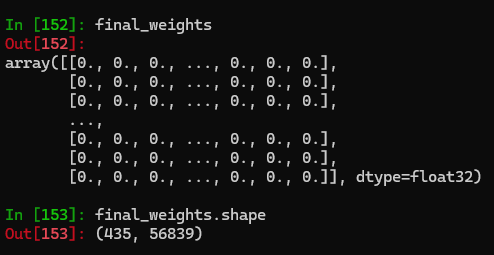 In [152]: final_weights
Out[152]:
array([[0., 0., 0., ..., 0., 0., 0.],
       [0., 0., 0., ..., 0., 0., 0.],
       [0., 0., 0., ..., 0., 0., 0.],
       ...,
       [0., 0., 0., ..., 0., 0., 0.],
       [0., 0., 0., ..., 0., 0., 0.],
       [0., 0., 0., ..., 0., 0., 0.]], dtype=float32)
In [153]: final_weights.shape
Out[153]: (435, 56839)